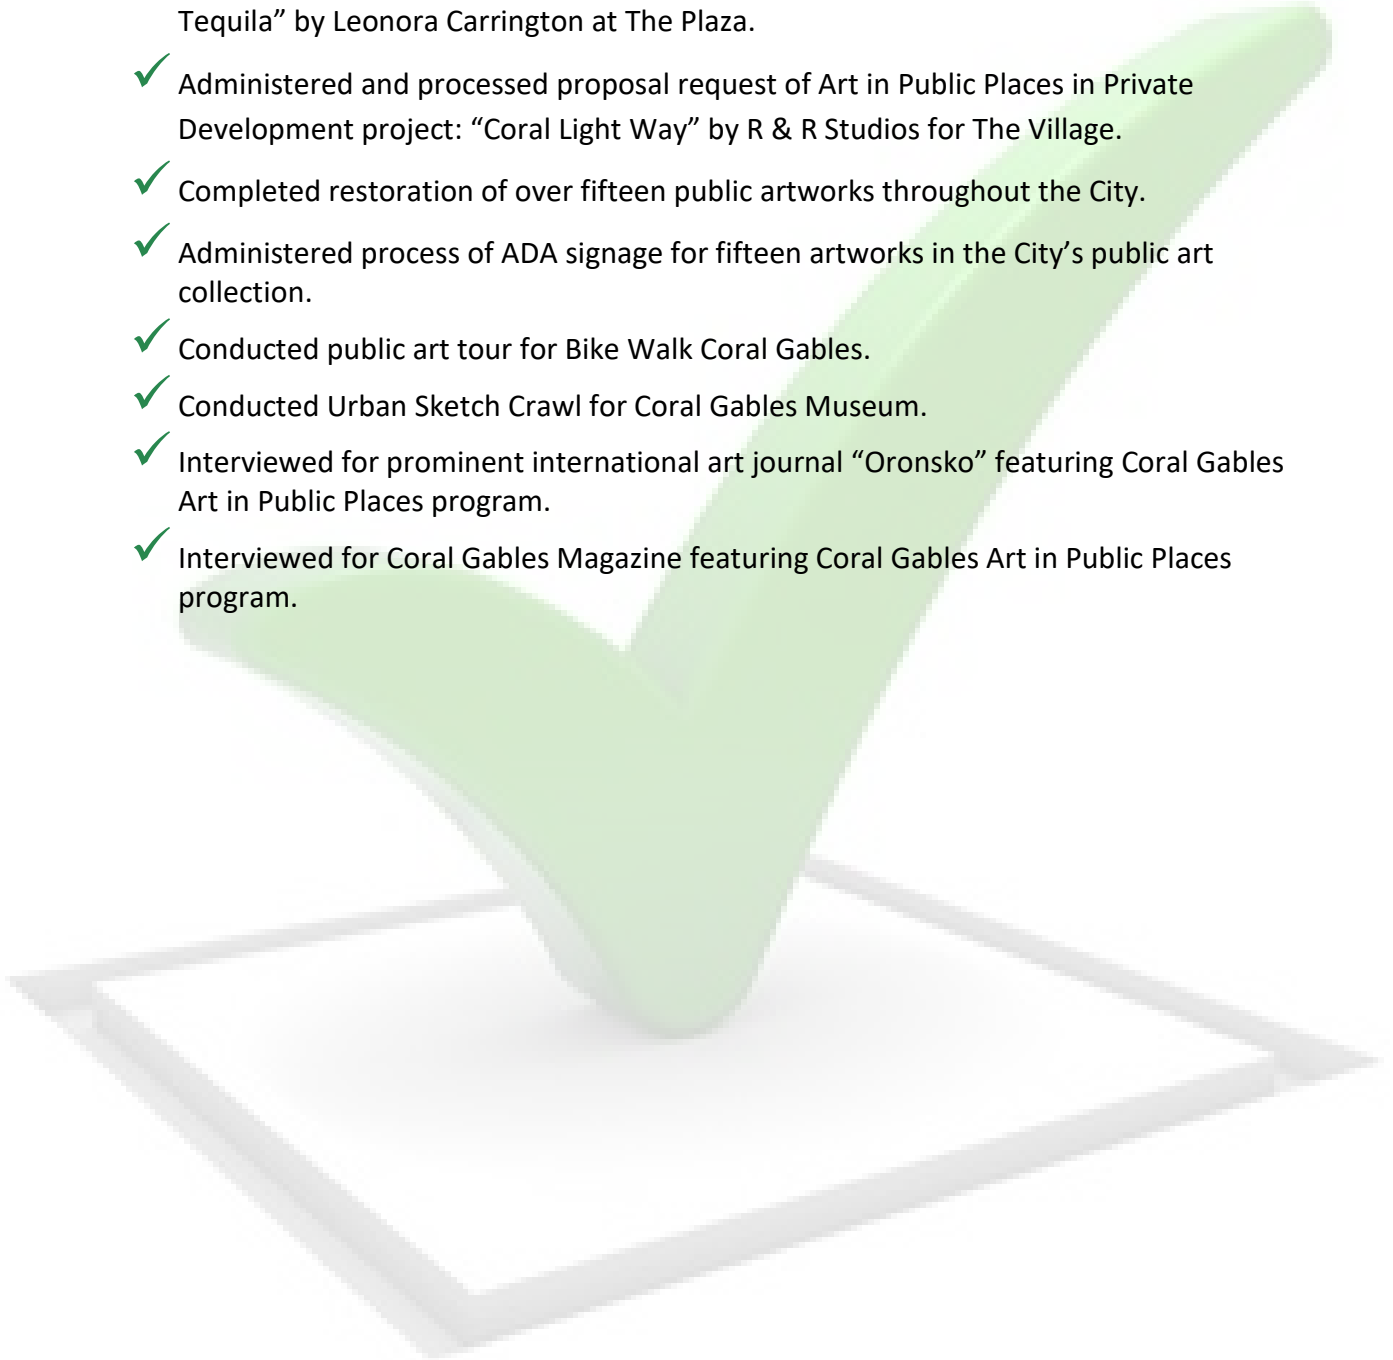 Tequila” by Leonora Carrington at The Plaza.
✓ Administered and processed proposal request of Art in Public Places in Private
Development project: “Coral Light Way” by R & R Studios for The Village.
✓ Completed restoration of over fifteen public artworks throughout the City.
✓ Administered process of ADA signage for fifteen artworks in the City’s public art
collection.
✓ Conducted public art tour for Bike Walk Coral Gables.
✓ Conducted Urban Sketch Crawl for Coral Gables Museum.
✓ Interviewed for prominent international art journal “Oronsko” featuring Coral Gables
Art in Public Places program.
✓ Interviewed for Coral Gables Magazine featuring Coral Gables Art in Public Places
program.